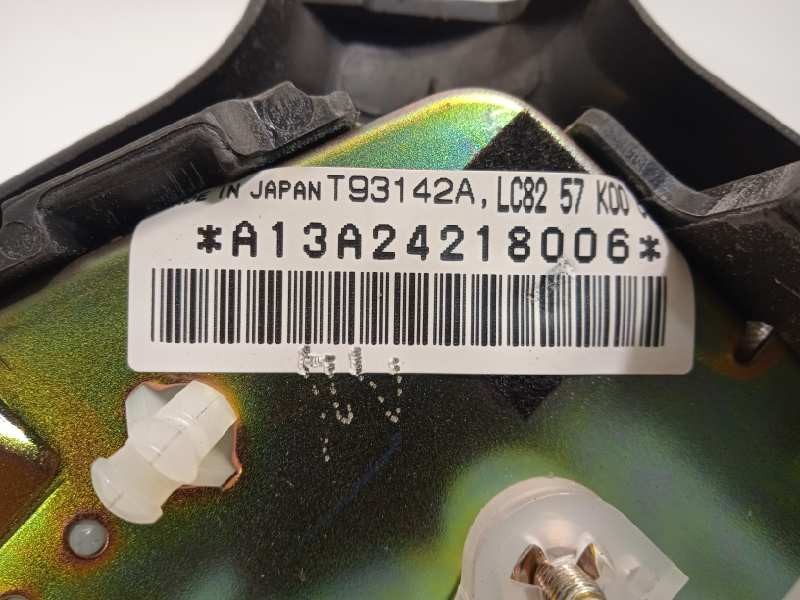 IN JAPAN T93142A, LC82 57 K00
*A13A24218006*